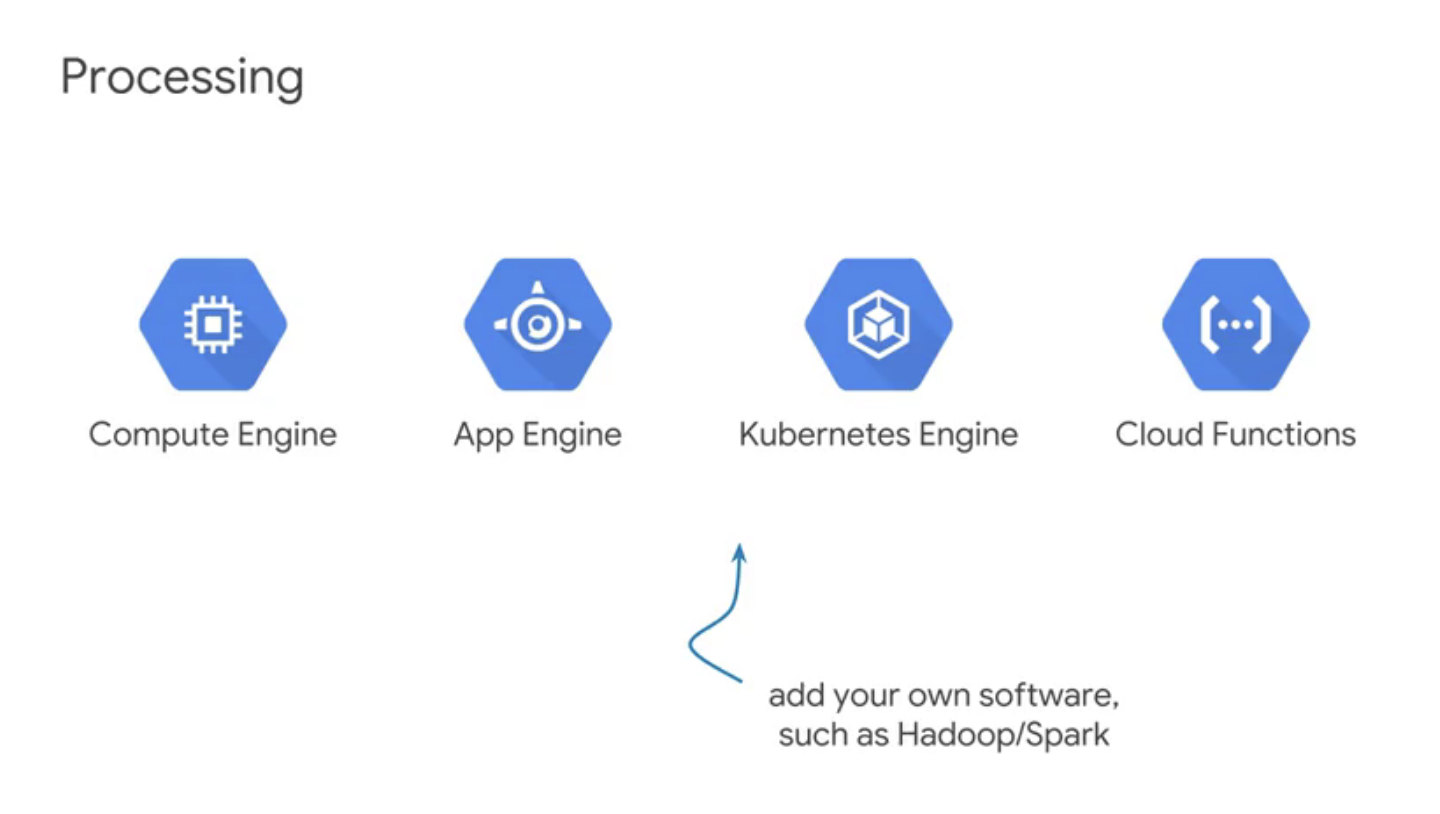 Processing
Compute Engine
App Engine
Kubernetes Engine
Cloud Functions
add your own software,
such as Hadoop/Spark